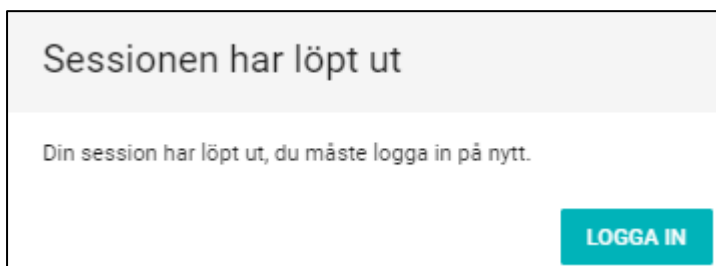 Sessionen har löpt ut
Din session har löpt ut, du måste logga in på nytt.
LOGGA IN